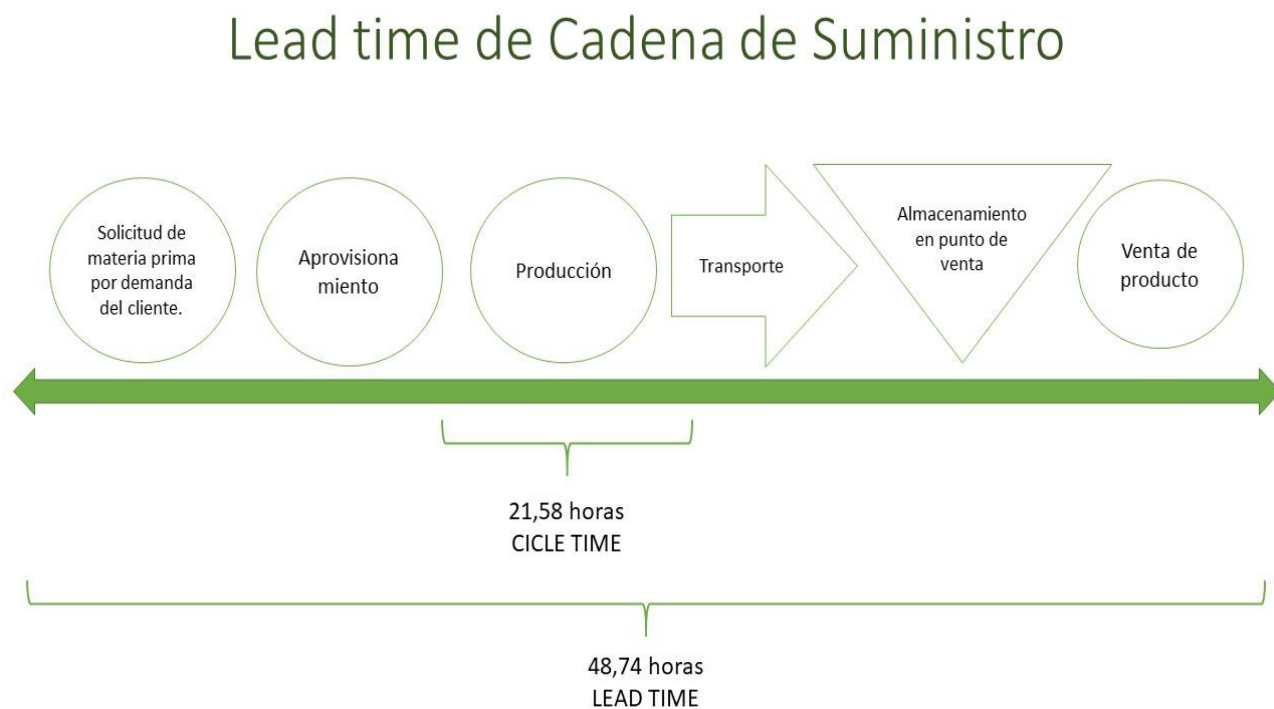 Lead time de Cadena de Suministro
Solicitud de
materia prima
por demanda
del cliente.
Aprovisiona
miento
Producción
Transporte
Almacenamiento
en punto de
venta
Venta de
producto
21,58 horas
CICLE TIME
48,74 horas
LEAD TIME